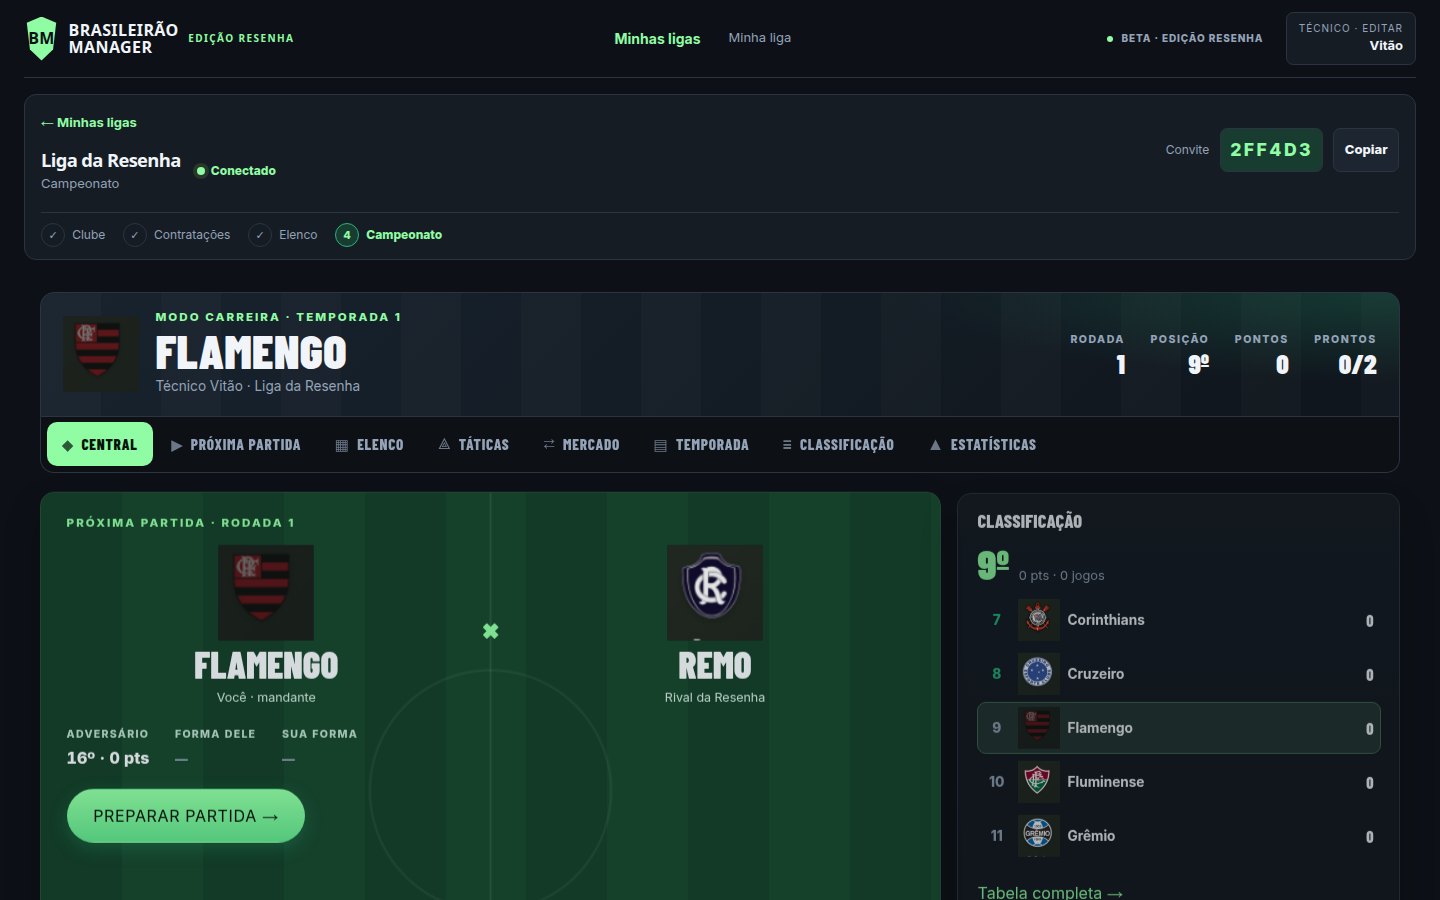 BM
BRASILEIRÃO
MANAGER
EDIÇÃO RESENHA
Minhas ligas
Minha liga
BETA · EDIÇÃO RESENHA
TÉCNICO · EDITAR
Vitão
← Minhas ligas
Liga da Resenha
Campeonato
Conectado
Convite
2FF4D3
Copiar
✓ Clube
✓ Contratações
✓ Elenco
4 Campeonato
MODO CARREIRA · TEMPORADA 1
FLAMENGO
Técnico Vitão · Liga da Resenha
RODADA
1
POSIÇÃO
9º
PONTOS
0
PRONTOS
0/2
◆ CENTRAL
▶ PRÓXIMA PARTIDA
▦ ELENCO
TÁTICAS
⇄ MERCADO
▤ TEMPORADA
☰ CLASSIFICAÇÃO
▲ ESTATÍSTICAS
PRÓXIMA PARTIDA · RODADA 1
FLAMENGO
Você · mandante
✖
REMO
Rival da Resenha
ADVERSÁRIO
16º · 0 pts
FORMA DELE
—
SUA FORMA
—
PREPARAR PARTIDA →
CLASSIFICAÇÃO
9º 0 pts · 0 jogos
7 Corinthians 0
8 Cruzeiro 0
9 Flamengo 0
10 Fluminense 0
11 GRÊMIO Grêmio 0
Tabela completa →